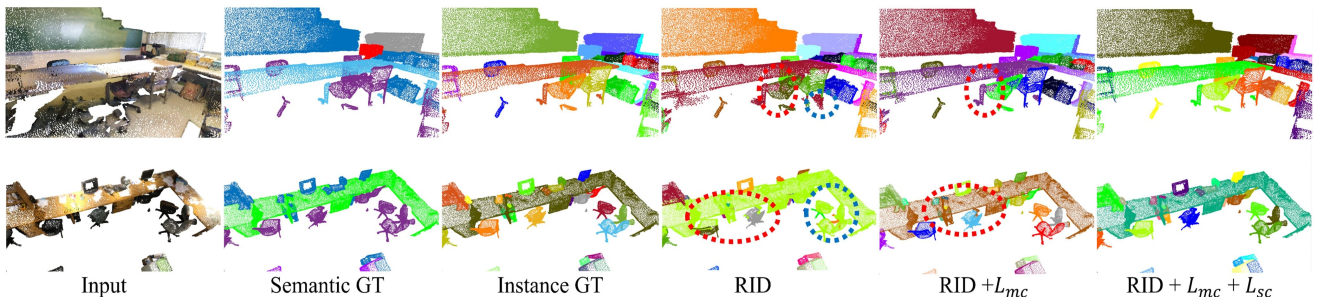 Input Semantic GT Instance GT RID RID +L_mc RID + L_mc + L_sc